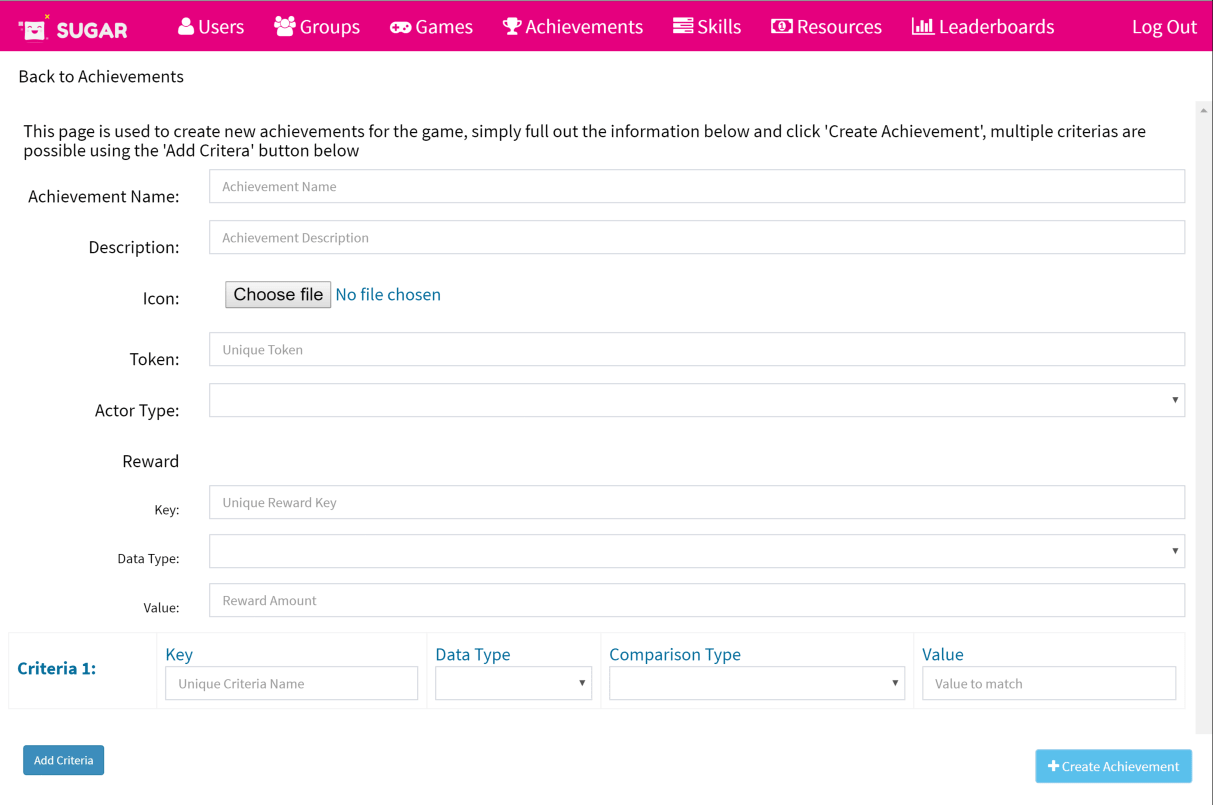 SUGAR Users Groups Games Achievements Skills Resources Leaderboards Log Out
Back to Achievements
This page is used to create new achievements for the game, simply full out the information below and click 'Create Achievement', multiple criterias are
possible using the 'Add Critera' button below
Achievement Name: Achievement Name
Description: Achievement Description
Icon: Choose file No file chosen
Token: Unique Token
Actor Type:
Reward
Key: Unique Reward Key
Data Type:
Value: Reward Amount
Criteria 1: Key Data Type Comparison Type Value
Unique Criteria Name Value to match
Add Criteria
Create Achievement